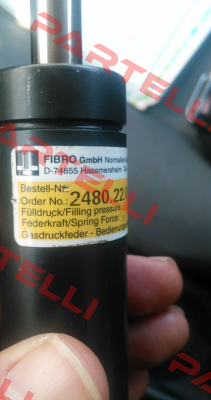 PARTELLI
FIBRO GmbH Normalien
D-74855 Hassmersheim
Bestell-Nr.
Order No.: 2480.22
Fülldruck/Filling pressure:
Federkraft/Spring Force:
Gasdruckfeder - Bedienung
PARTELLI
PARTELLI